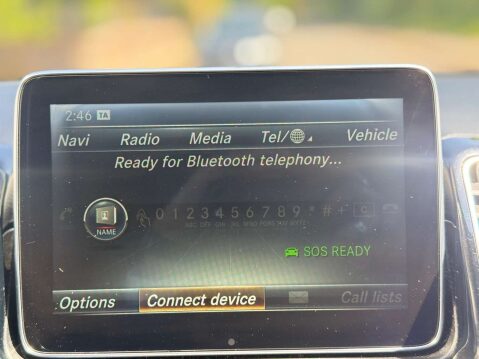 2:46 TA
Navi Radio Media Tel/ Vehicle
Ready for Bluetooth telephony...
NAME
0 1 2 3 4 5 6 7 8 9 * # + C
SOS READY
Options Connect device Call lists